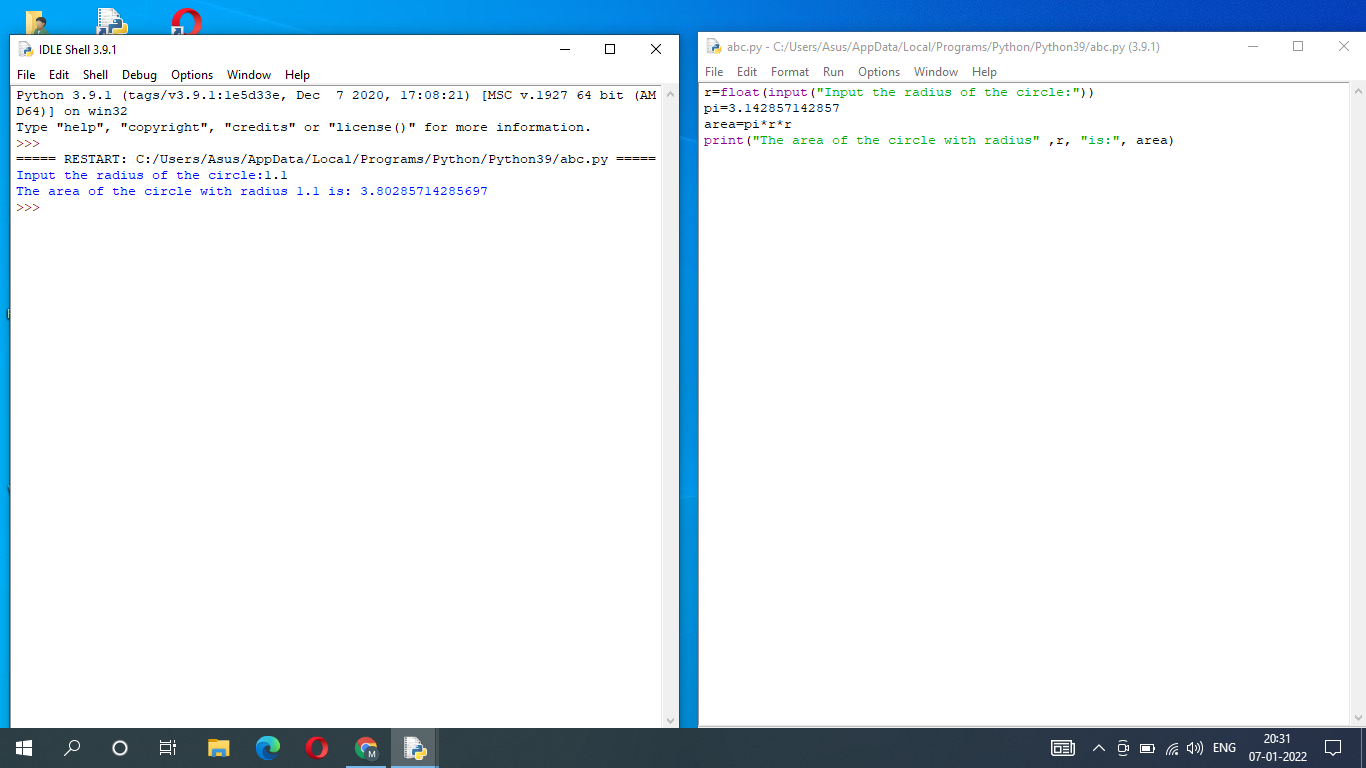 IDLE Shell 3.9.1
File Edit Shell Debug Options Window Help
Python 3.9.1 (tags/v3.9.1:1e5d33e, Dec  7 2020, 17:08:21) [MSC v.1927 64 bit (AM
D64)] on win32
Type "help", "copyright", "credits" or "license()" for more information.
>>>
===== RESTART: C:/Users/Asus/AppData/Local/Programs/Python/Python39/abc.py =====
Input the radius of the circle:1.1
The area of the circle with radius 1.1 is: 3.80285714285697
>>>
abc.py - C:/Users/Asus/AppData/Local/Programs/Python/Python39/abc.py (3.9.1)
File Edit Format Run Options Window Help
r=float(input("Input the radius of the circle:"))
pi=3.142857142857
area=pi*r*r
print("The area of the circle with radius" ,r, "is:", area)
M
ENG
20:31
07-01-2022